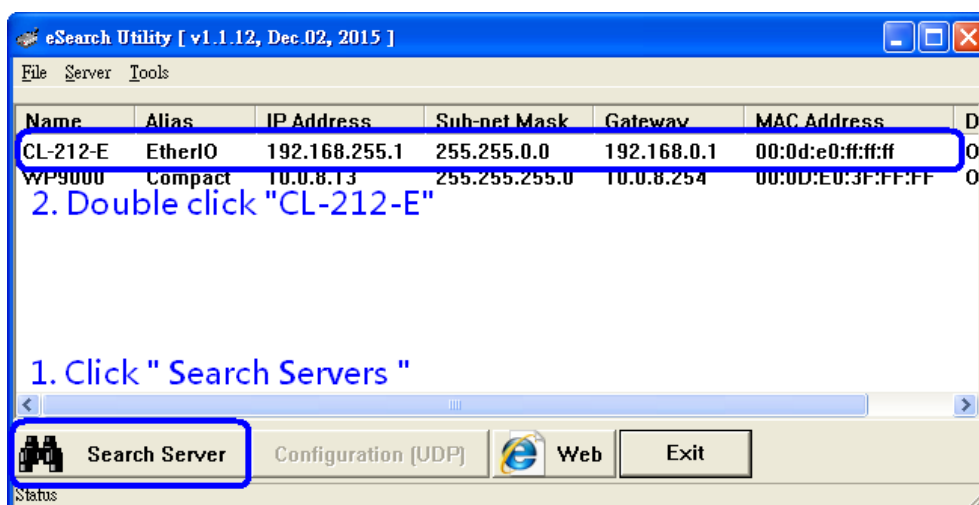 eSearch Utility [ v1.1.12, Dec.02, 2015 ]
File Server Tools
Name Alias IP Address Sub-net Mask Gateway MAC Address D
CL-212-E EtherIO 192.168.255.1 255.255.0.0 192.168.0.1 00:0d:e0:ff:ff:ff O
WP9000 Compact 10.0.8.13 255.255.255.0 10.0.8.254 00:0D:E0:3F:FF:FF O
2. Double click "CL-212-E"
1. Click " Search Servers "
Search Server Configuration (UDP) Web Exit
Status